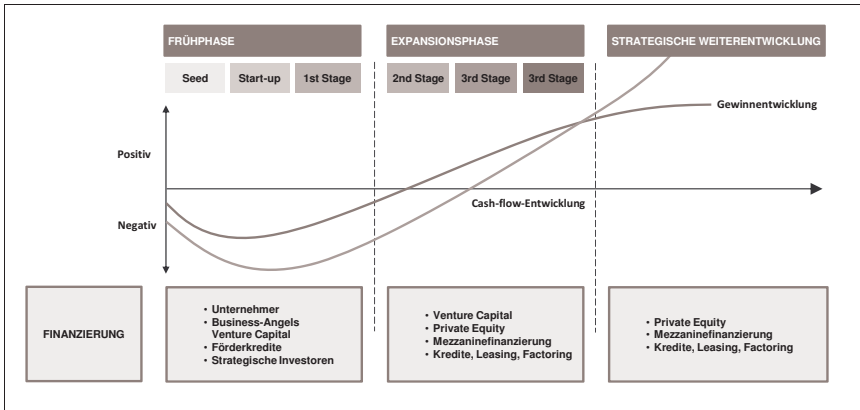 FRÜHPHASE
EXPANSIONSPHASE
STRATEGISCHE WEITERENTWICKLUNG
Seed
Start-up
1st Stage
2nd Stage
3rd Stage
3rd Stage
Gewinnentwicklung
Positiv
Cash-flow-Entwicklung
Negativ
FINANZIERUNG
• Unternehmer
• Business-Angels
Venture Capital
• Förderkredite
• Strategische Investoren
• Venture Capital
• Private Equity
• Mezzaninefinanzierung
• Kredite, Leasing, Factoring
• Private Equity
• Mezzaninefinanzierung
• Kredite, Leasing, Factoring